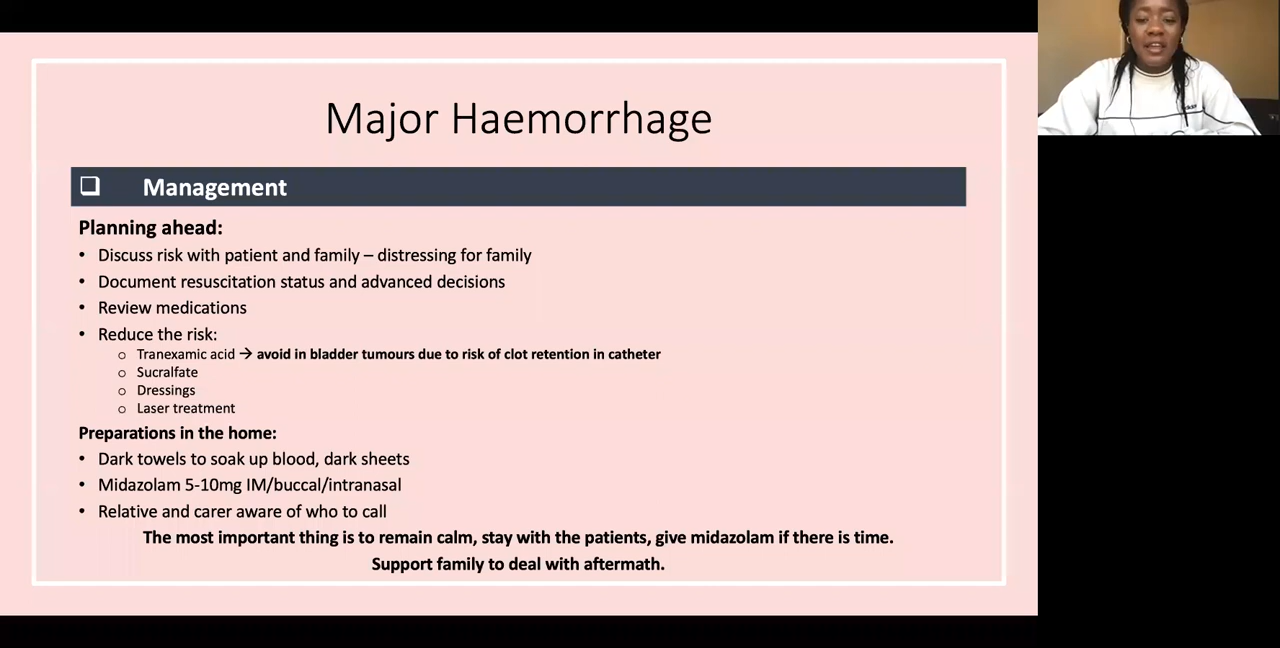 Major Haemorrhage
❑ Management
Planning ahead:
• Discuss risk with patient and family – distressing for family
• Document resuscitation status and advanced decisions
• Review medications
• Reduce the risk:
o Tranexamic acid → avoid in bladder tumours due to risk of clot retention in catheter
o Sucralfate
o Dressings
o Laser treatment
Preparations in the home:
• Dark towels to soak up blood, dark sheets
• Midazolam 5-10mg IM/buccal/intranasal
• Relative and carer aware of who to call
The most important thing is to remain calm, stay with the patients, give midazolam if there is time.
Support family to deal with aftermath.